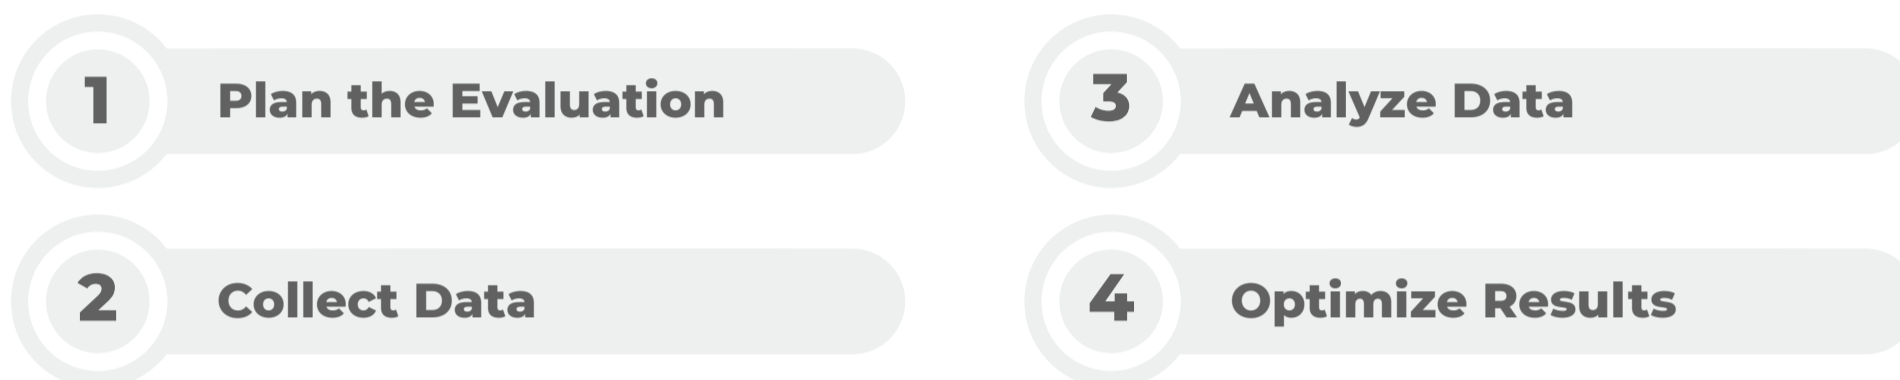 1 Plan the Evaluation
2 Collect Data
3 Analyze Data
4 Optimize Results